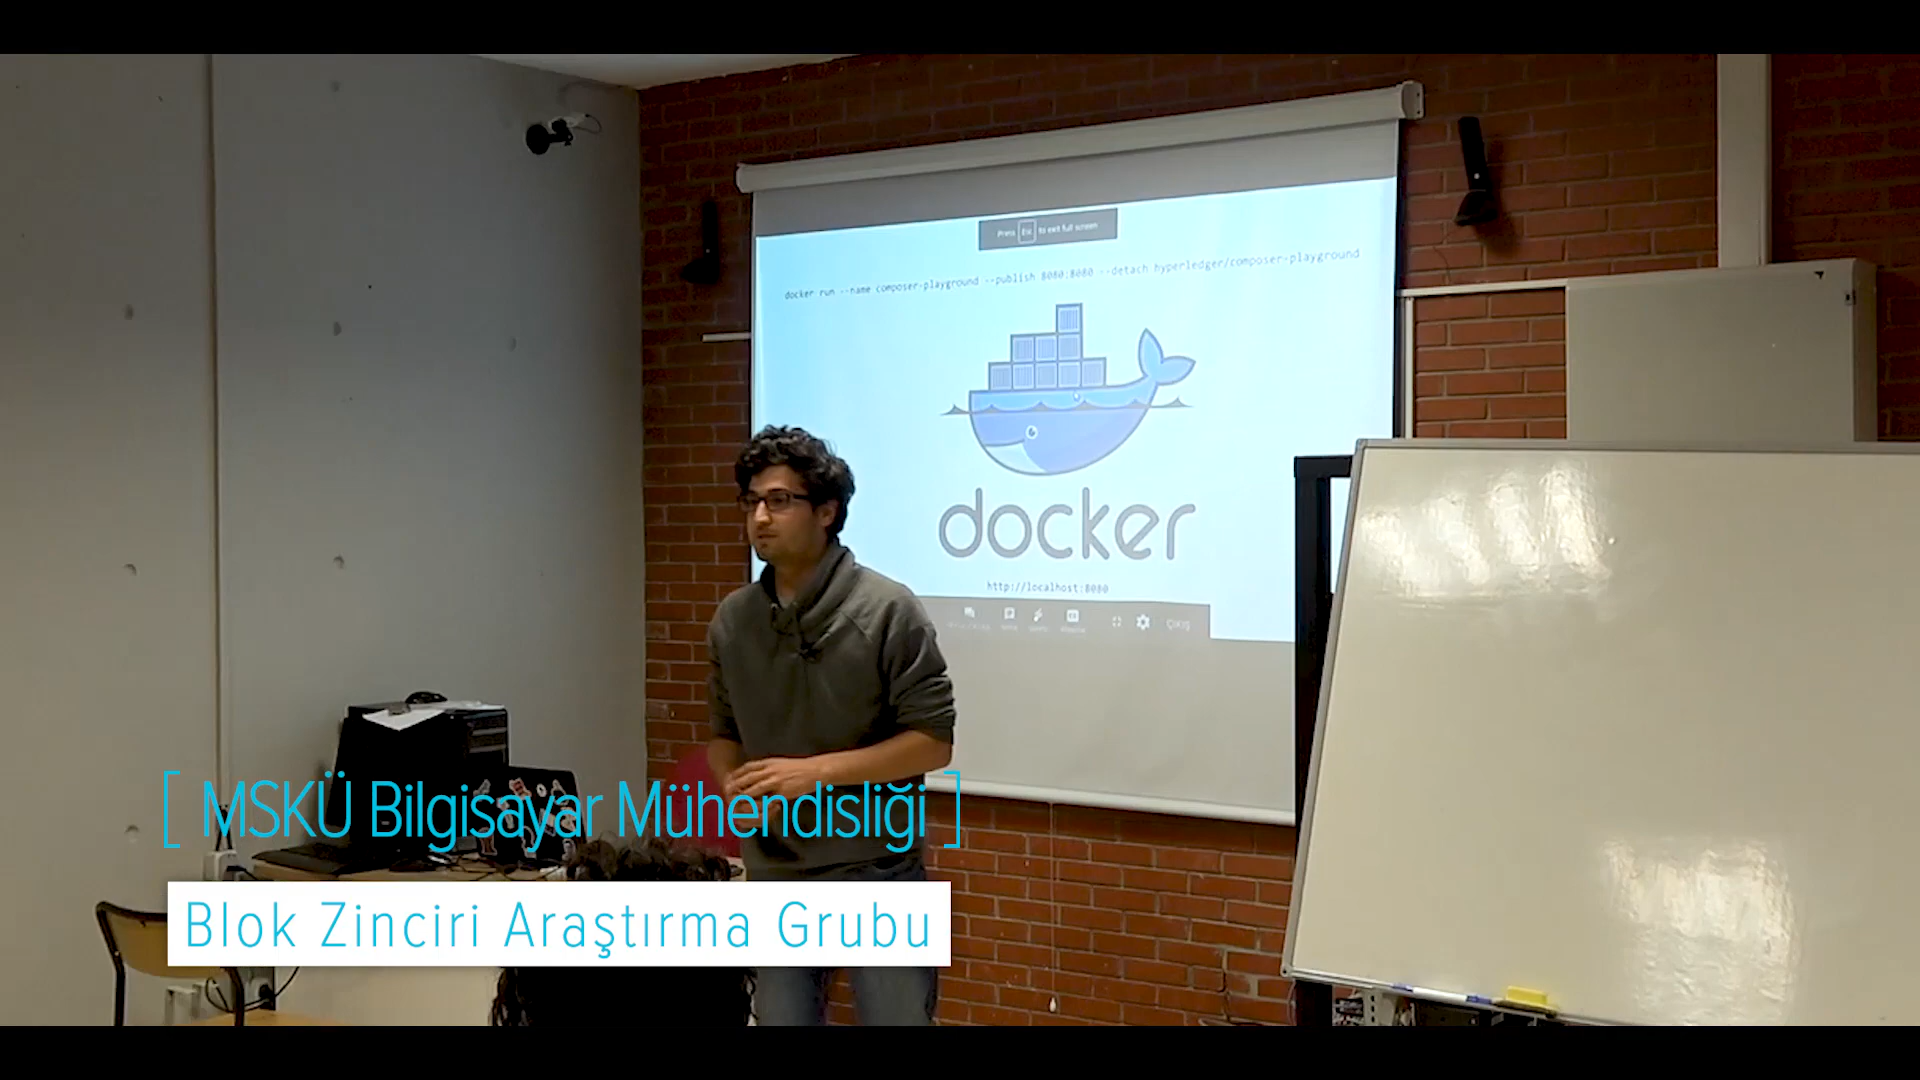 Press Esc to exit full screen
docker run --name composer-playground --publish 8080:8080 --detach hyperledger/composer-playground
docker
http://localhost:8080
ÇIKIŞ
[ MSKÜ Bilgisayar Mühendisliği ]
Blok Zinciri Araştırma Grubu